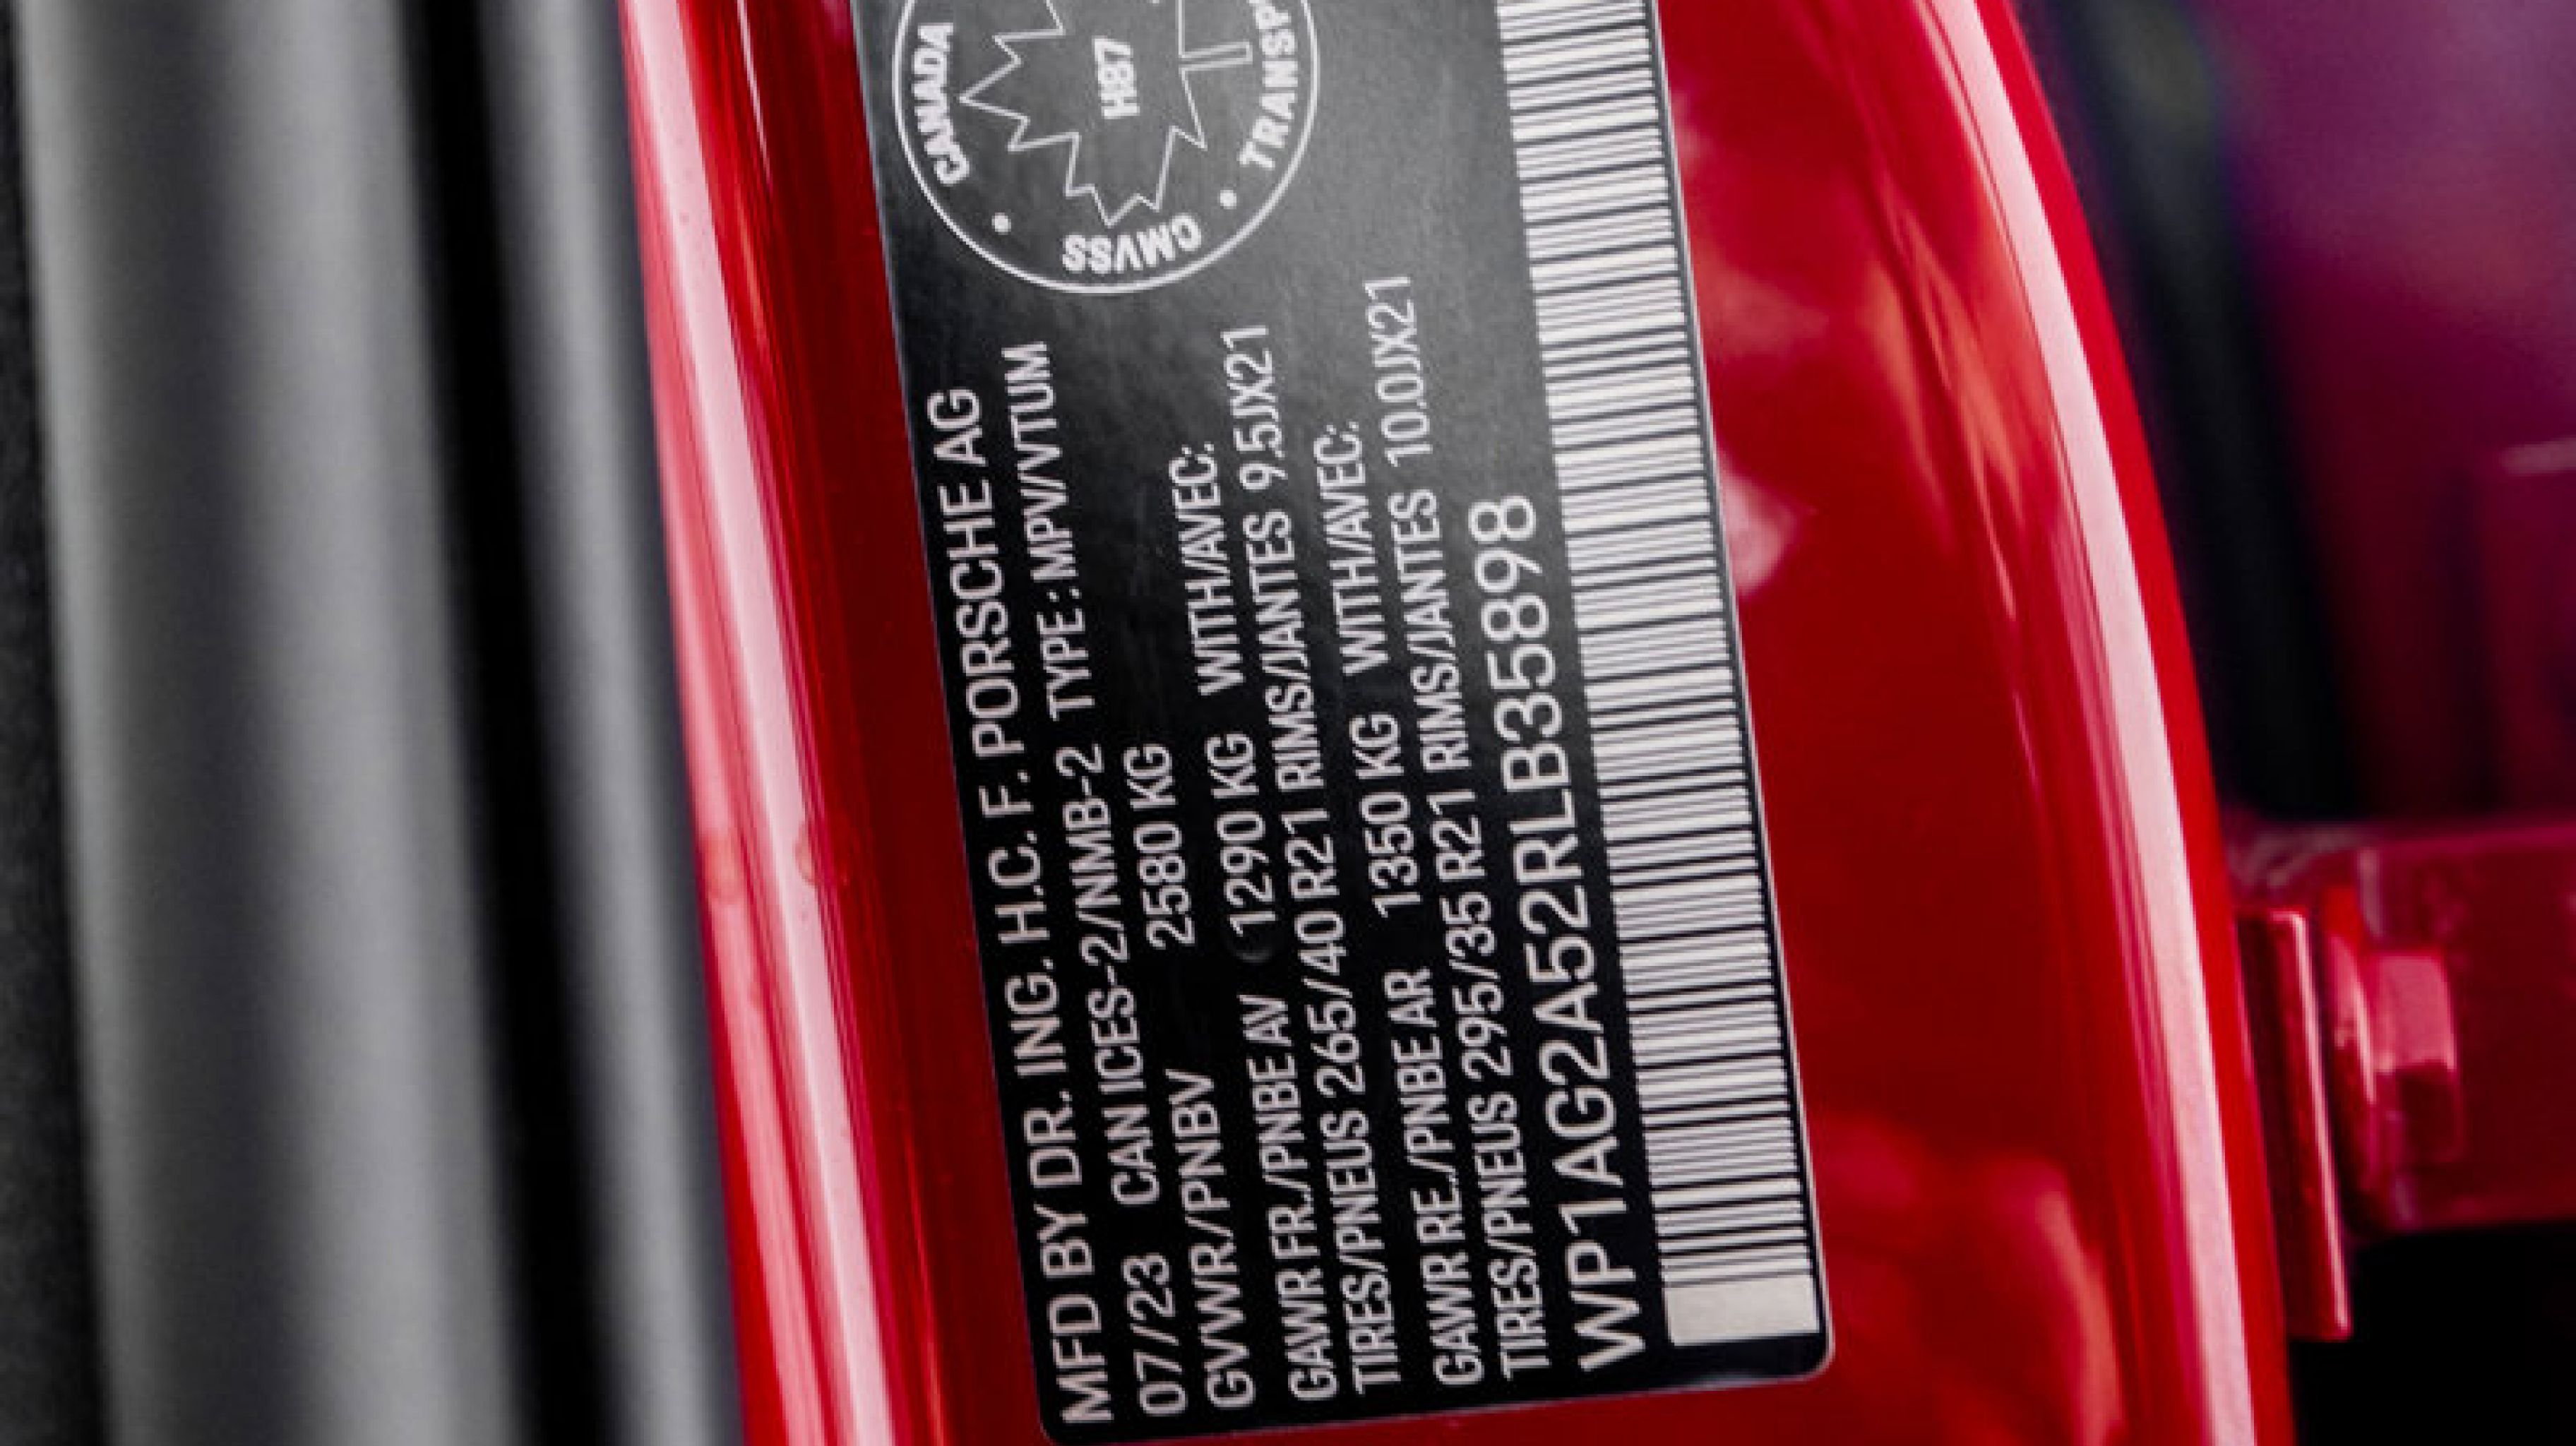 MFD BY DR. ING. H.C. F. PORSCHE AG
07/23 CAN ICES-2/NMB-2 TYPE: MPV/VTUM
GVWR/PNBV 2580 KG
GAWR FR./PNBE AV 1290 KG WITH/AVEC:
TIRES/PNEUS 265/40 R21 RIMS/JANTES 9.5JX21
GAWR RE./PNBE AR 1350 KG WITH/AVEC:
TIRES/PNEUS 295/35 R21 RIMS/JANTES 10.0JX21
WP1AG2A52RLB35898
CANADA
H87
CMVSS